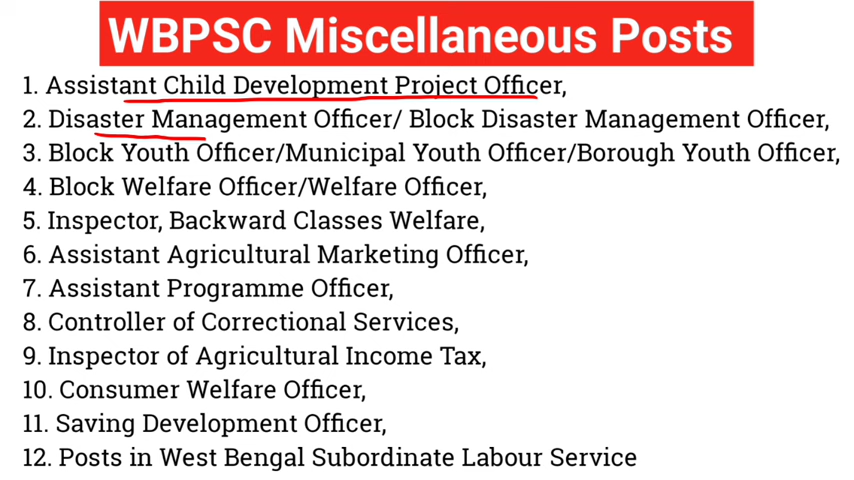 WBPSC Miscellaneous Posts
1. Assistant Child Development Project Officer,
2. Disaster Management Officer/ Block Disaster Management Officer,
3. Block Youth Officer/Municipal Youth Officer/Borough Youth Officer,
4. Block Welfare Officer/Welfare Officer,
5. Inspector, Backward Classes Welfare,
6. Assistant Agricultural Marketing Officer,
7. Assistant Programme Officer,
8. Controller of Correctional Services,
9. Inspector of Agricultural Income Tax,
10. Consumer Welfare Officer,
11. Saving Development Officer,
12. Posts in West Bengal Subordinate Labour Service